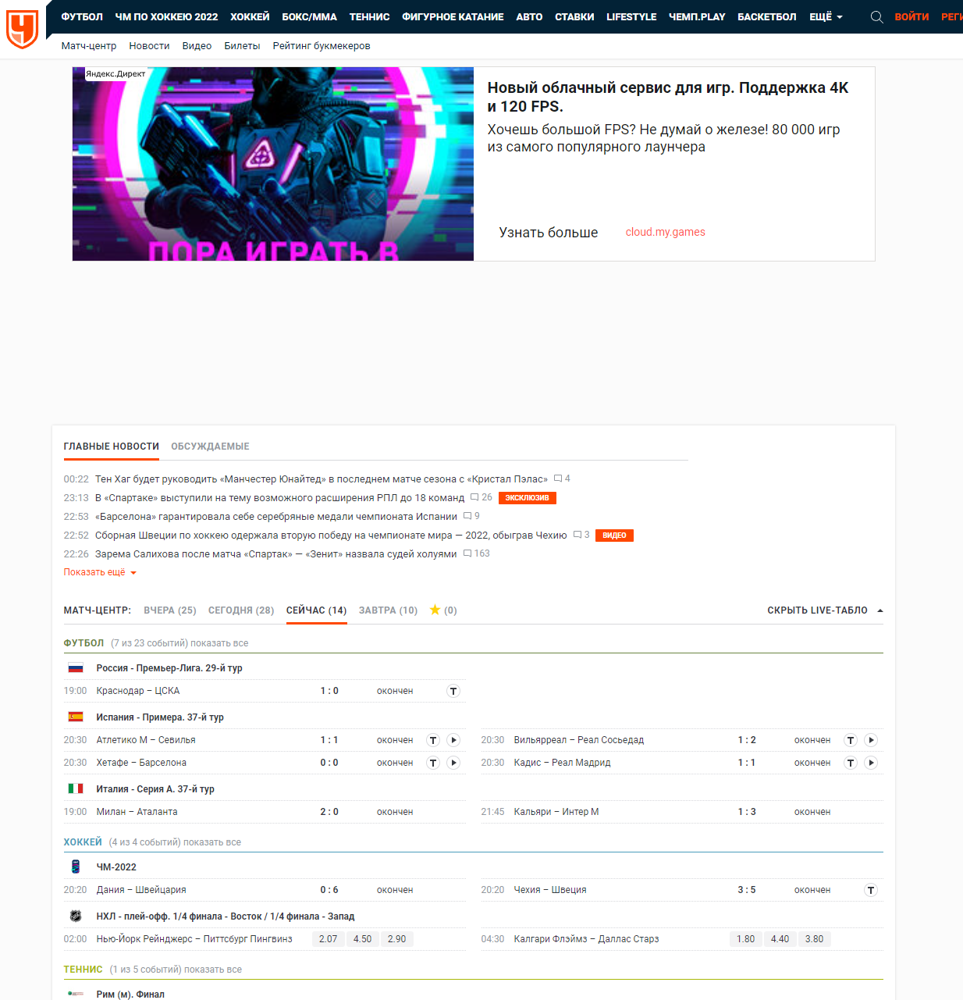 ФУТБОЛ ЧМ ПО ХОККЕЮ 2022 ХОККЕЙ БОКС/ММА ТЕННИС ФИГУРНОЕ КАТАНИЕ АВТО СТАВКИ LIFESTYLE ЧЕМП.PLAY БАСКЕТБОЛ ЕЩЁ ВОЙТИ РЕГИ
Матч-центр Новости Видео Билеты Рейтинг букмекеров
Яндекс.Директ
ПОРА ИГРАТЬ В
Новый облачный сервис для игр. Поддержка 4K
и 120 FPS.
Хочешь большой FPS? Не думай о железе! 80 000 игр
из самого популярного лаунчера
Узнать больше cloud.my.games
ГЛАВНЫЕ НОВОСТИ ОБСУЖДАЕМЫЕ
00:22 Тен Хаг будет руководить «Манчестер Юнайтед» в последнем матче сезона с «Кристал Пэлас» 4
23:13 В «Спартаке» выступили на тему возможного расширения РПЛ до 18 команд 26 ЭКСКЛЮЗИВ
22:53 «Барселона» гарантировала себе серебряные медали чемпионата Испании 9
22:52 Сборная Швеции по хоккею одержала вторую победу на чемпионате мира — 2022, обыграв Чехию 3 ВИДЕО
22:26 Зарема Салихова после матча «Спартак» — «Зенит» назвала судей холуями 163
Показать ещё
МАТЧ-ЦЕНТР: ВЧЕРА (25) СЕГОДНЯ (28) СЕЙЧАС (14) ЗАВТРА (10) (0) СКРЫТЬ LIVE-ТАБЛО
ФУТБОЛ (7 из 23 событий) показать все
Россия - Премьер-Лига. 29-й тур
19:00 Краснодар – ЦСКА 1 : 0 окончен Т
Испания - Примера. 37-й тур
20:30 Атлетико М – Севилья 1 : 1 окончен Т 20:30 Вильярреал – Реал Сосьедад 1 : 2 окончен Т
20:30 Хетафе – Барселона 0 : 0 окончен Т 20:30 Кадис – Реал Мадрид 1 : 1 окончен Т
Италия - Серия А. 37-й тур
19:00 Милан – Аталанта 2 : 0 окончен 21:45 Кальяри – Интер М 1 : 3 окончен
ХОККЕЙ (4 из 4 событий) показать все
ЧМ-2022
20:20 Дания – Швейцария 0 : 6 окончен 20:20 Чехия – Швеция 3 : 5 окончен Т
НХЛ - плей-офф. 1/4 финала - Восток / 1/4 финала - Запад
02:00 Нью-Йорк Рейнджерс – Питтсбург Пингвинз 2.07 4.50 2.90 04:30 Калгари Флэймз – Даллас Старз 1.80 4.40 3.80
ТЕННИС (1 из 5 событий) показать все
Рим (м). Финал